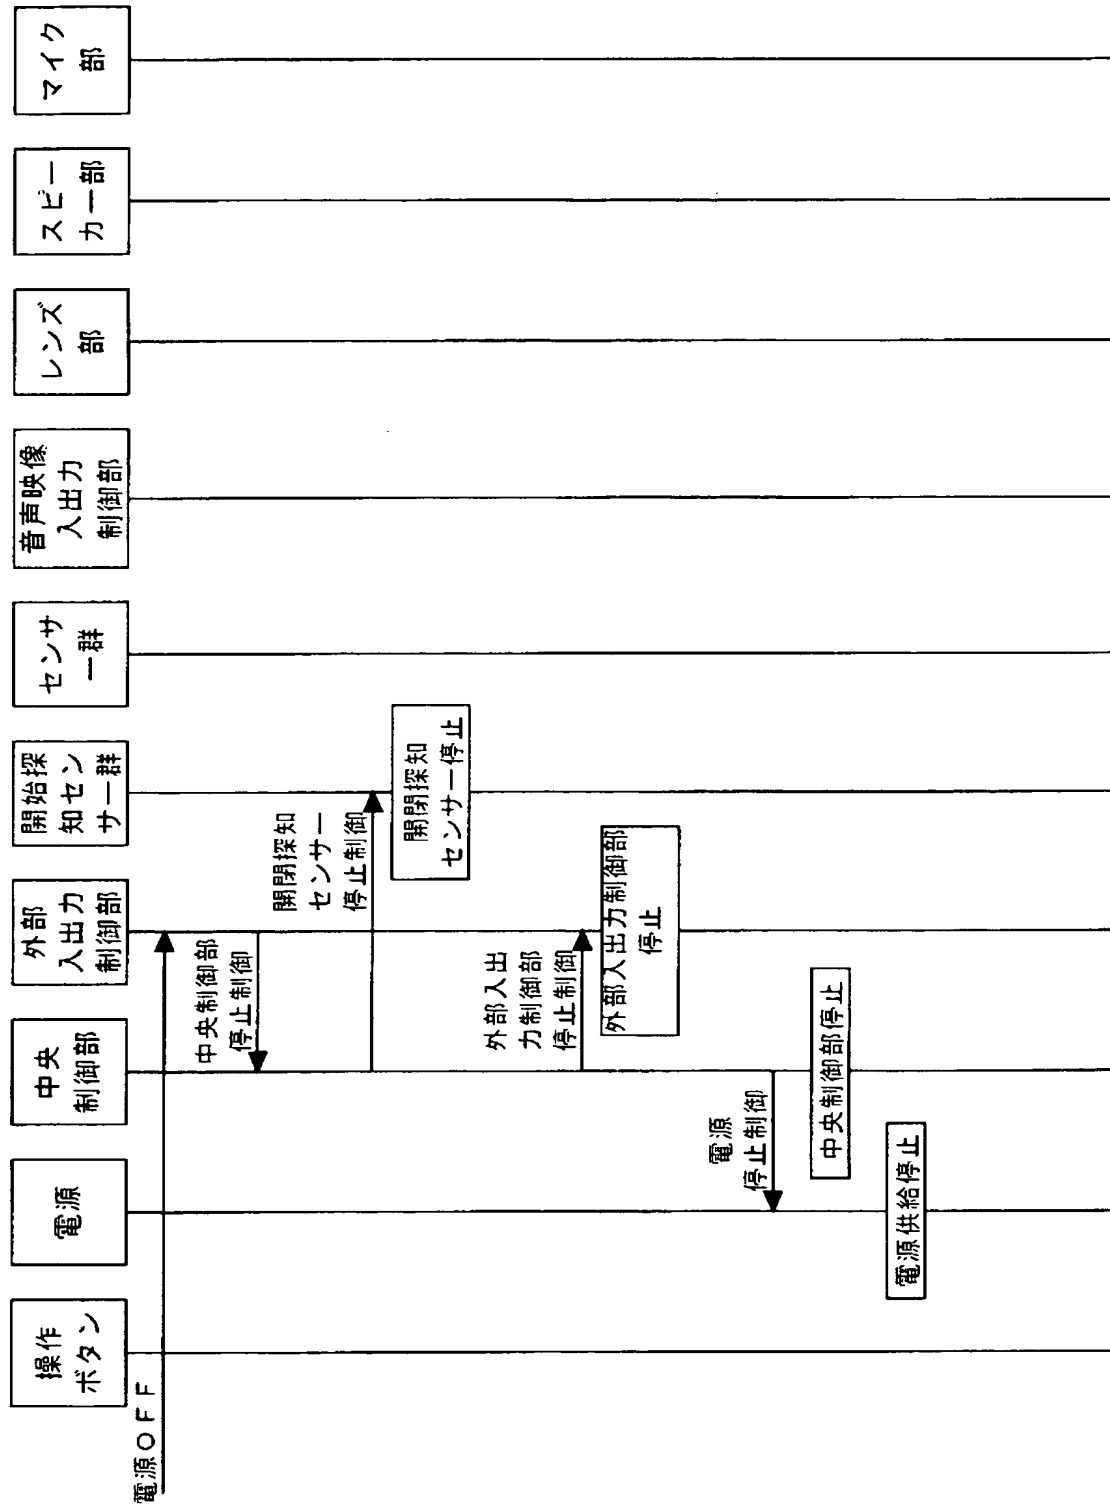 操作
ボタン
電源
中央
制御部
外部
入出力
制御部
開始探
知セン
サー群
センサ
ー群
音声映像
入出力
制御部
レンズ
部
スピー
カー部
マイク
部
電源OFF
中央制御部
停止制御
開閉探知
センサー
停止制御
開閉探知
センサー停止
外部入出
力制御部
停止制御
外部入出力制御部
停止
電源
停止制御
中央制御部停止
電源供給停止